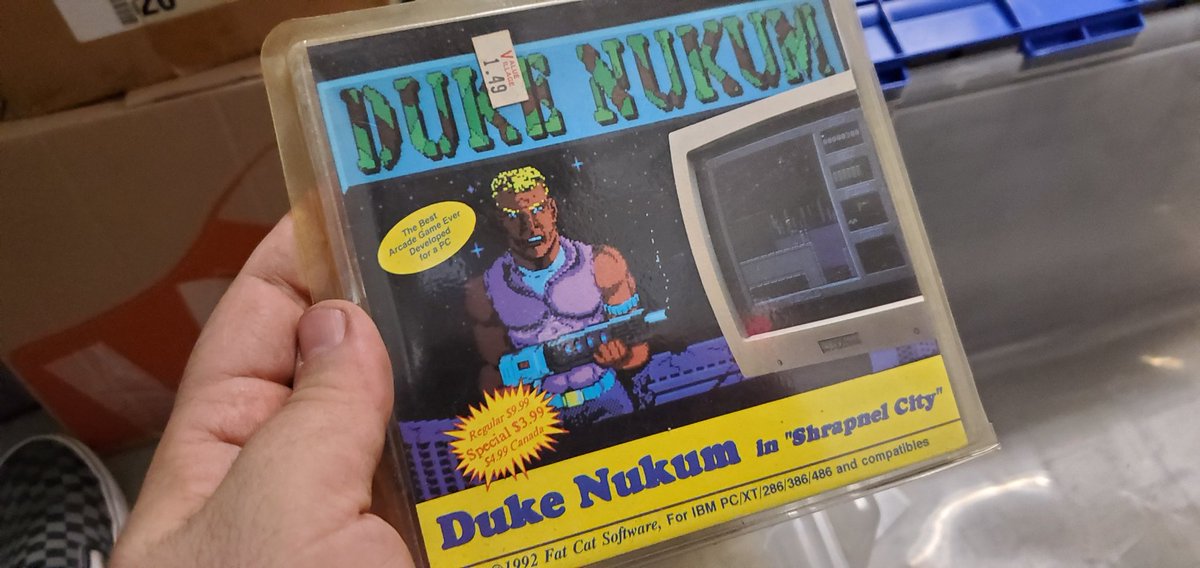 DUKE NUKUM
VALUE
VILLAGE
1.49
The Best
Arcade Game Ever
Developed
for a PC
Regular $9.99
Special $3.99
$4.99 Canada
Duke Nukum in "Shrapnel City"
©1992 Fat Cat Software, For IBM PC/XT/286/386/486 and compatibles